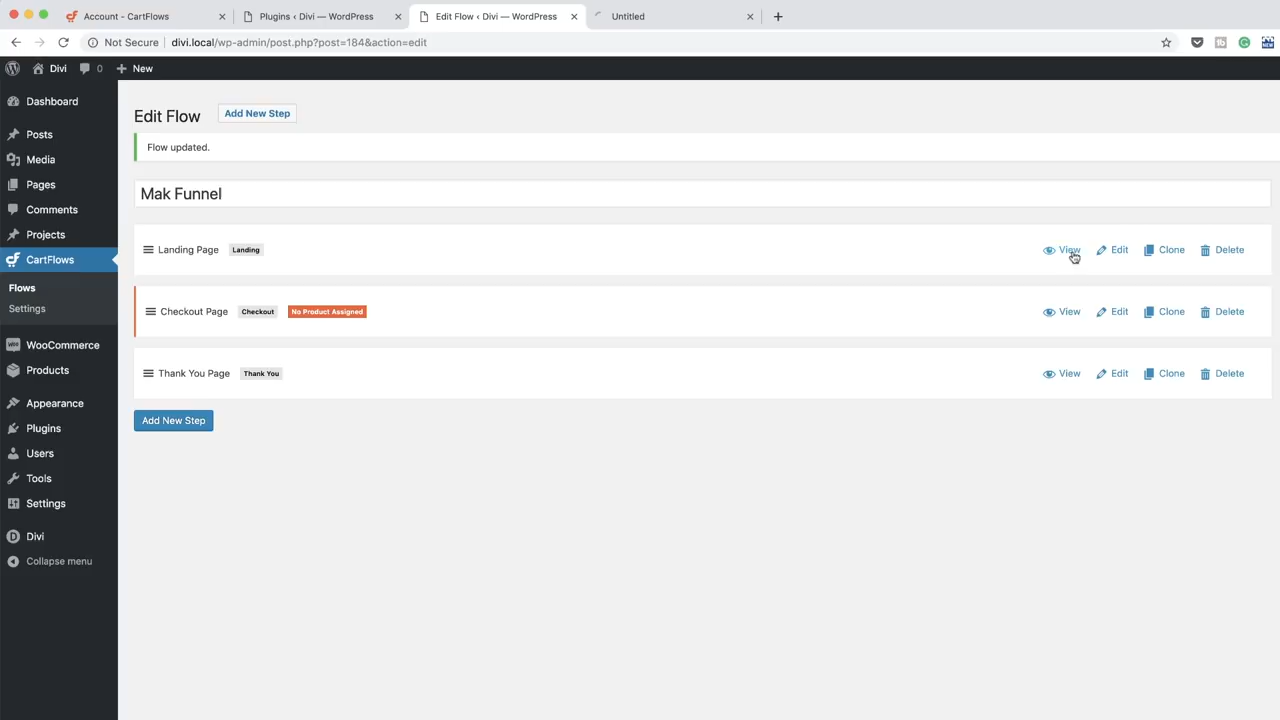 Account - CartFlows
Plugins ‹ Divi — WordPress
Edit Flow ‹ Divi — WordPress
Untitled
Not Secure
divi.local/wp-admin/post.php?post=184&action=edit
Divi
0
New
Dashboard
Posts
Media
Pages
Comments
Projects
CartFlows
Flows
Settings
WooCommerce
Products
Appearance
Plugins
Users
Tools
Settings
Divi
Collapse menu
Edit Flow
Add New Step
Flow updated.
Mak Funnel
Landing Page Landing View Edit Clone Delete
Checkout Page Checkout No Product Assigned View Edit Clone Delete
Thank You Page Thank You View Edit Clone Delete
Add New Step